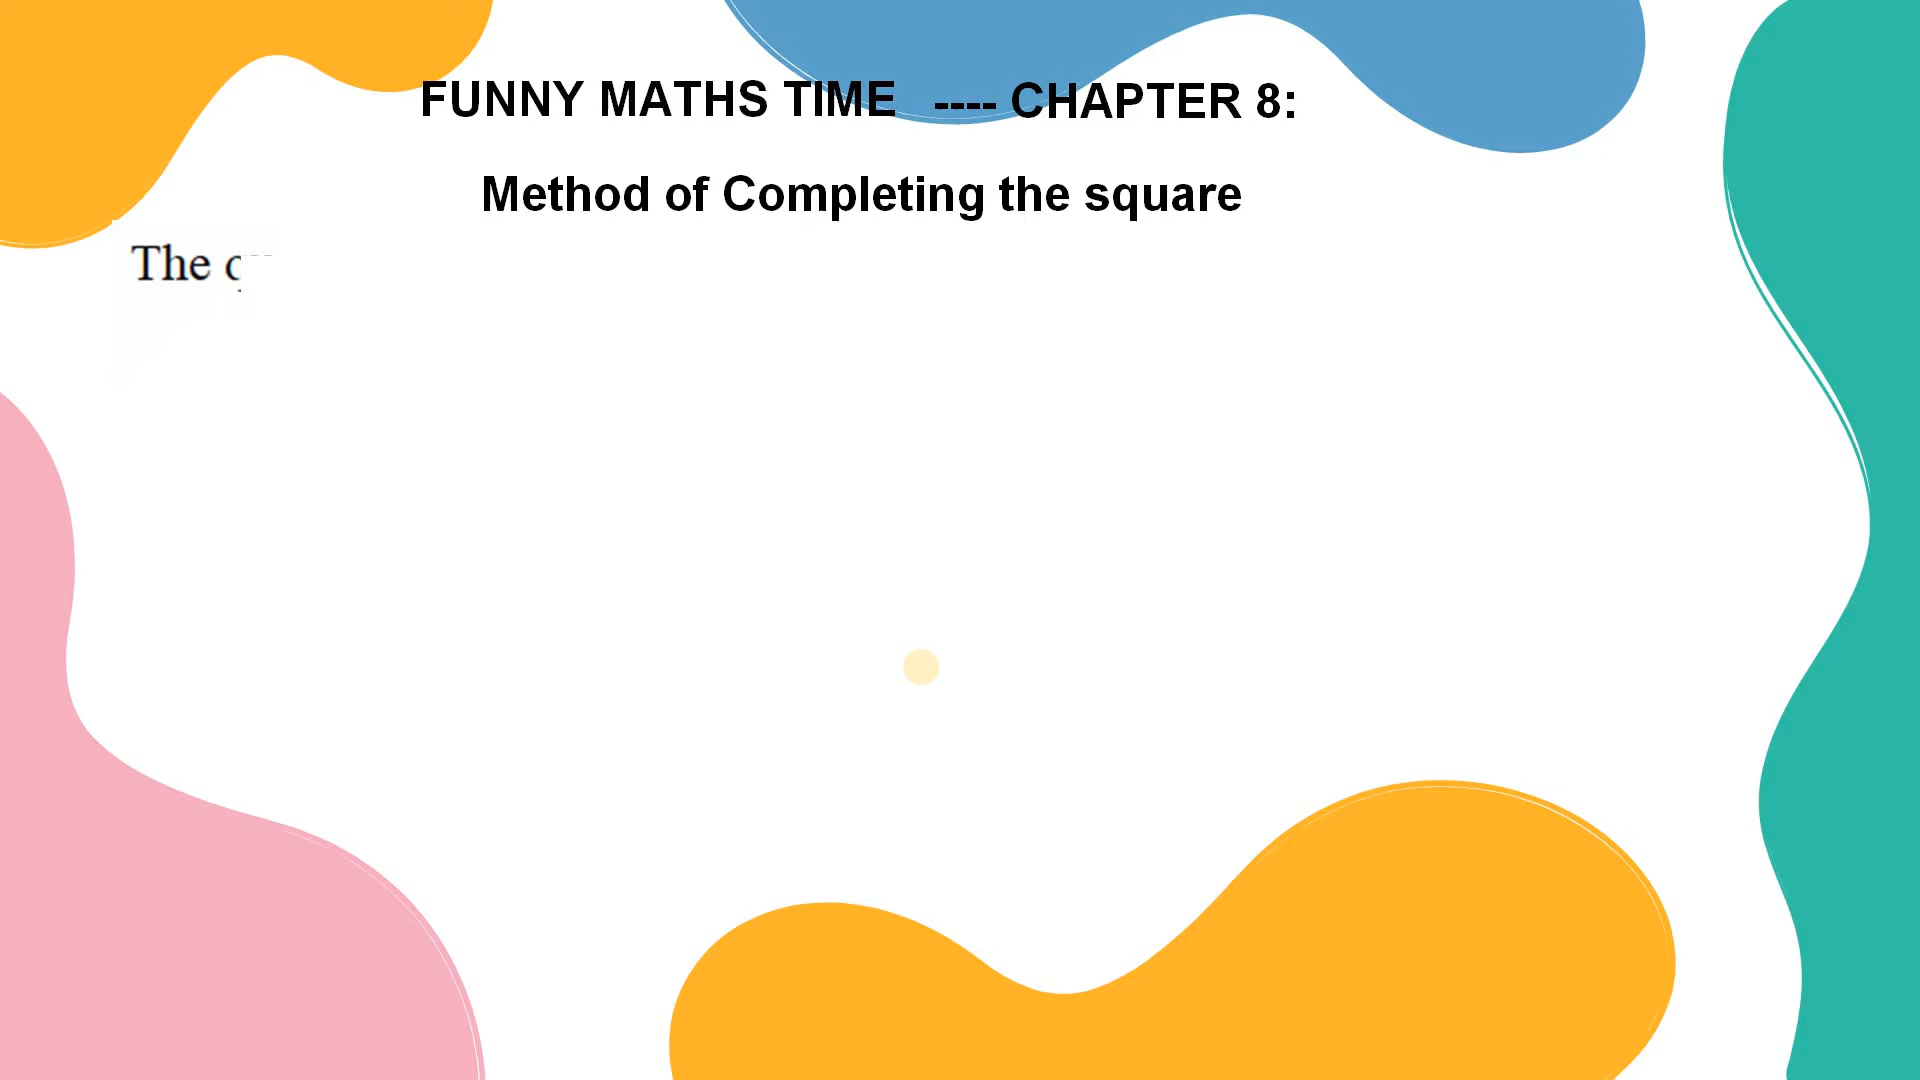 FUNNY MATHS TIME ---- CHAPTER 8:
Method of Completing the square
The